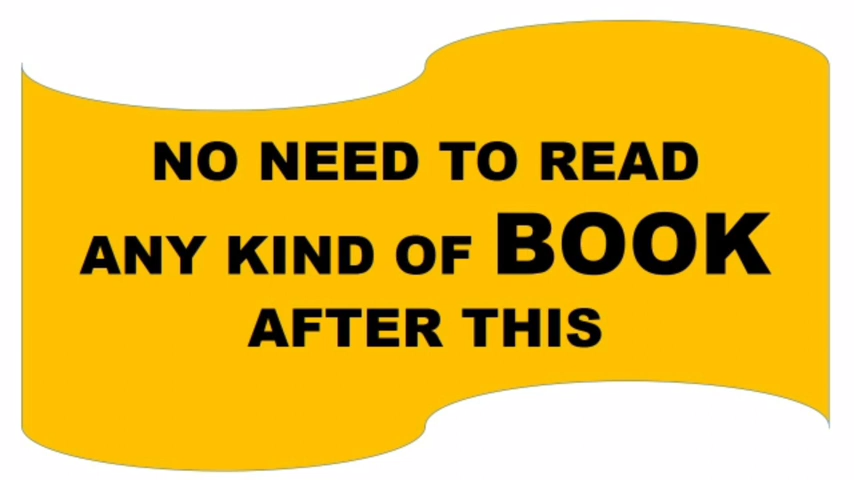 NO NEED TO READ
ANY KIND OF BOOK
AFTER THIS